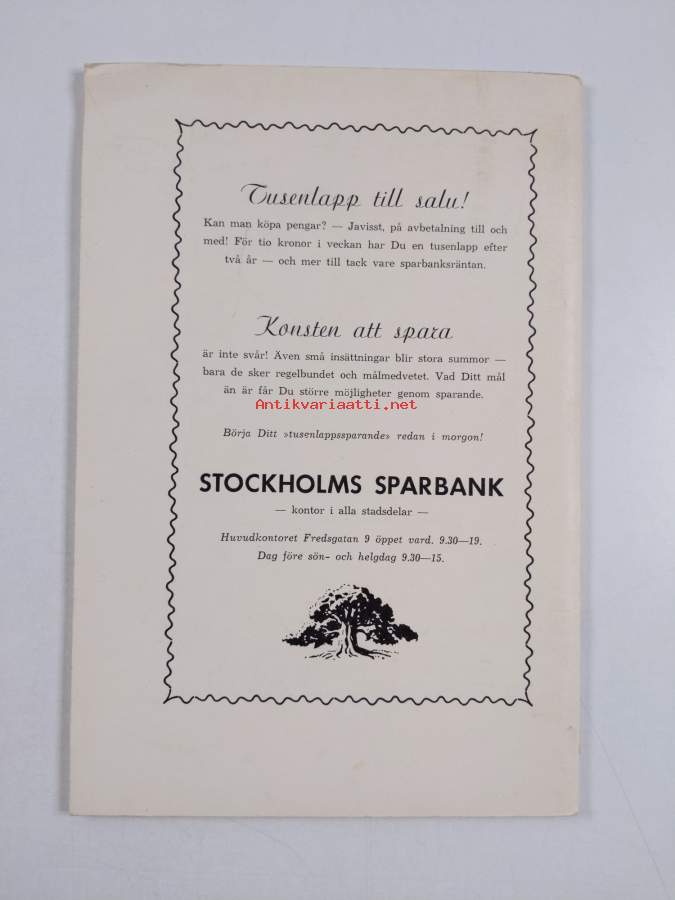 Tusenlapp till salu!
Kan man köpa pengar? — Javisst, på avbetalning till och
med! För tio kronor i veckan har Du en tusenlapp efter
två år — och mer till tack vare sparbanksräntan.
Konsten att spara
är inte svår! Även små insättningar blir stora summor —
bara de sker regelbundet och målmedvetet. Vad Ditt mål
än är får Du större möjligheter genom sparande.
Antikvariaatti.net
Börja Ditt »tusenlappssparande» redan i morgon!
STOCKHOLMS SPARBANK
— kontor i alla stadsdelar —
Huvudkontoret Fredsgatan 9 öppet vard. 9.30—19.
Dag före sön- och helgdag 9.30—15.